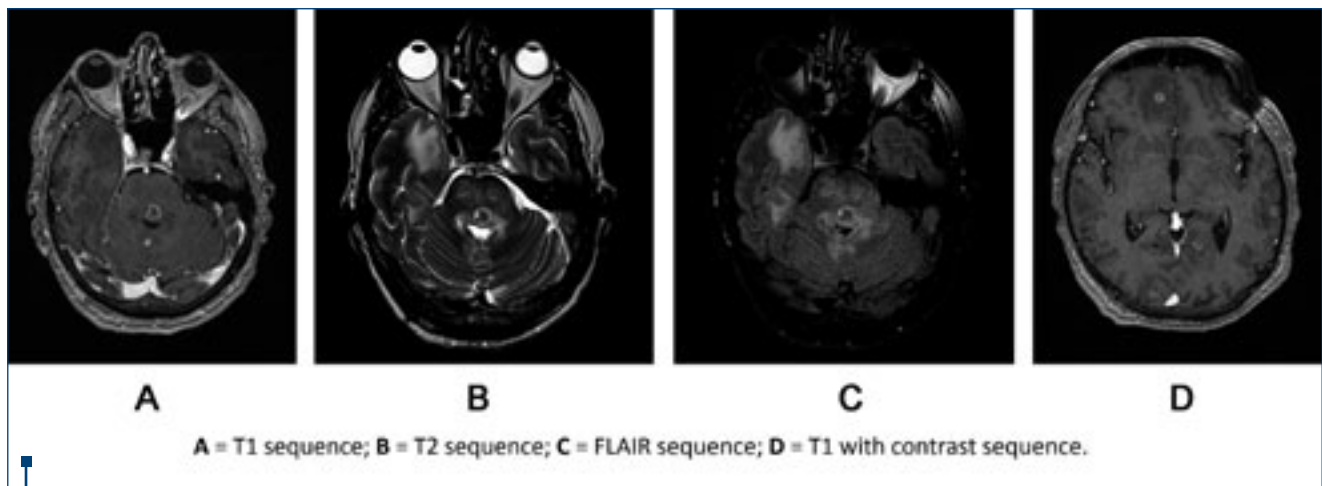 A B C D
A = T1 sequence; B = T2 sequence; C = FLAIR sequence; D = T1 with contrast sequence.